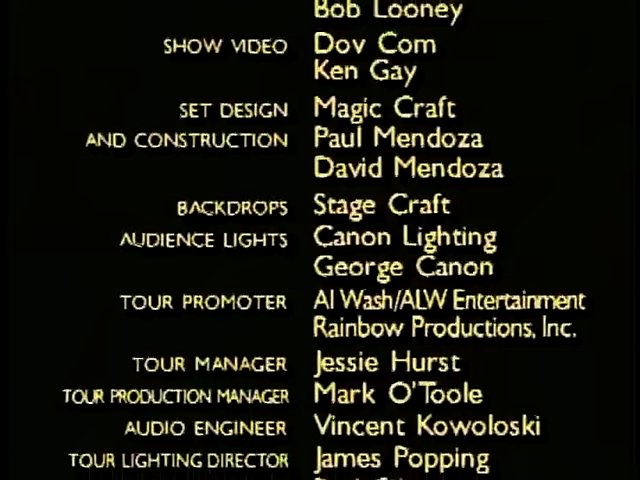 Bob Looney
SHOW VIDEO Dov Com
Ken Gay
SET DESIGN Magic Craft
AND CONSTRUCTION Paul Mendoza
David Mendoza
BACKDROPS Stage Craft
AUDIENCE LIGHTS Canon Lighting
George Canon
TOUR PROMOTER Al Wash/ALW Entertainment
Rainbow Productions, Inc.
TOUR MANAGER Jessie Hurst
TOUR PRODUCTION MANAGER Mark O'Toole
AUDIO ENGINEER Vincent Kowoloski
TOUR LIGHTING DIRECTOR James Popping